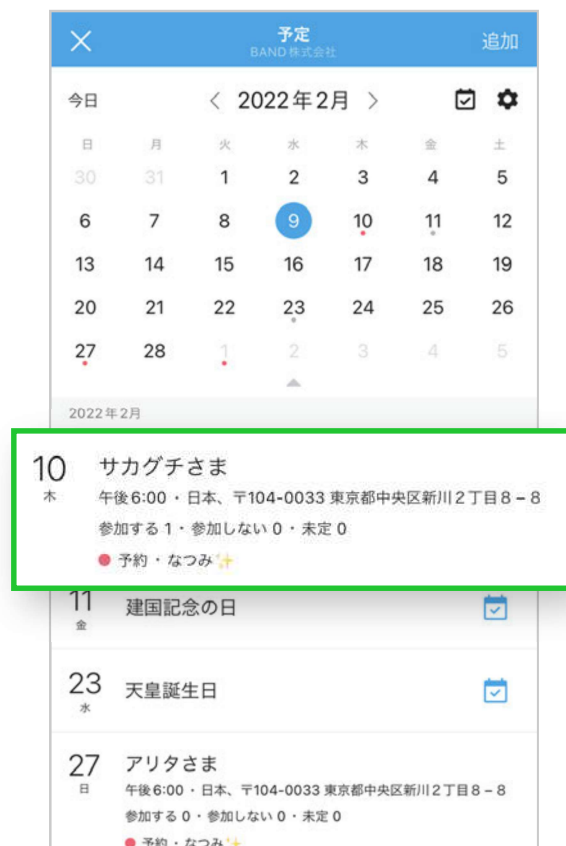 予定
BAND 株式会社
追加
今日
2022年2月
日 月 火 水 木 金 土
30 31 1 2 3 4 5
6 7 8 9 10 11 12
13 14 15 16 17 18 19
20 21 22 23 24 25 26
27 28 1 2 3 4 5
2022年2月
10 サカグチさま
木 午後6:00・日本、〒104-0033 東京都中央区新川2丁目8－8
参加する 1・参加しない 0・未定 0
予約・なつみ✨
11 建国記念の日
金
23 天皇誕生日
水
27 アリタさま
日 午後6:00・日本、〒104-0033 東京都中央区新川2丁目8－8
参加する 0・参加しない 0・未定 0
予約・なつみ✨